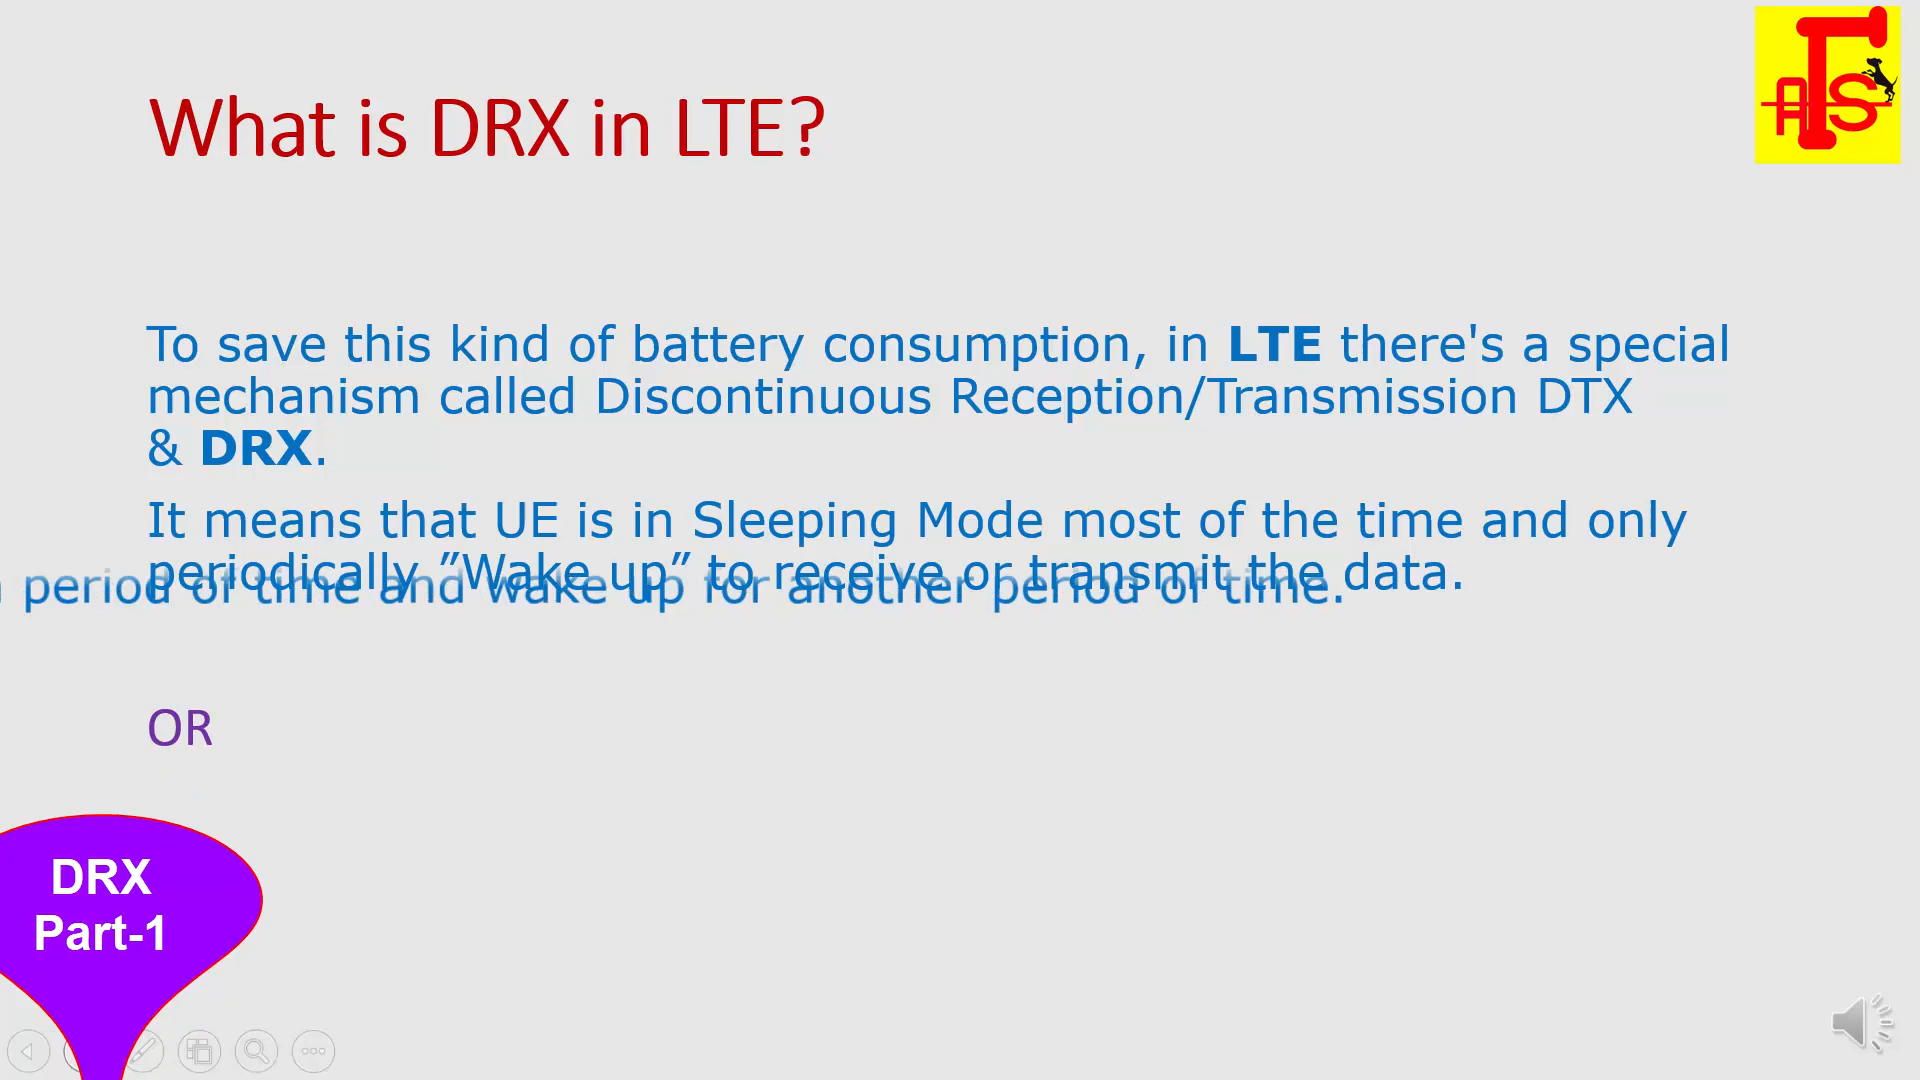 What is DRX in LTE?
To save this kind of battery consumption, in LTE there's a special
mechanism called Discontinuous Reception/Transmission DTX
& DRX.
It means that UE is in Sleeping Mode most of the time and only
periodically ”Wake up” to receive or transmit the data.
period of time and wake up for another period of time.
OR
DRX
Part-1
ATS